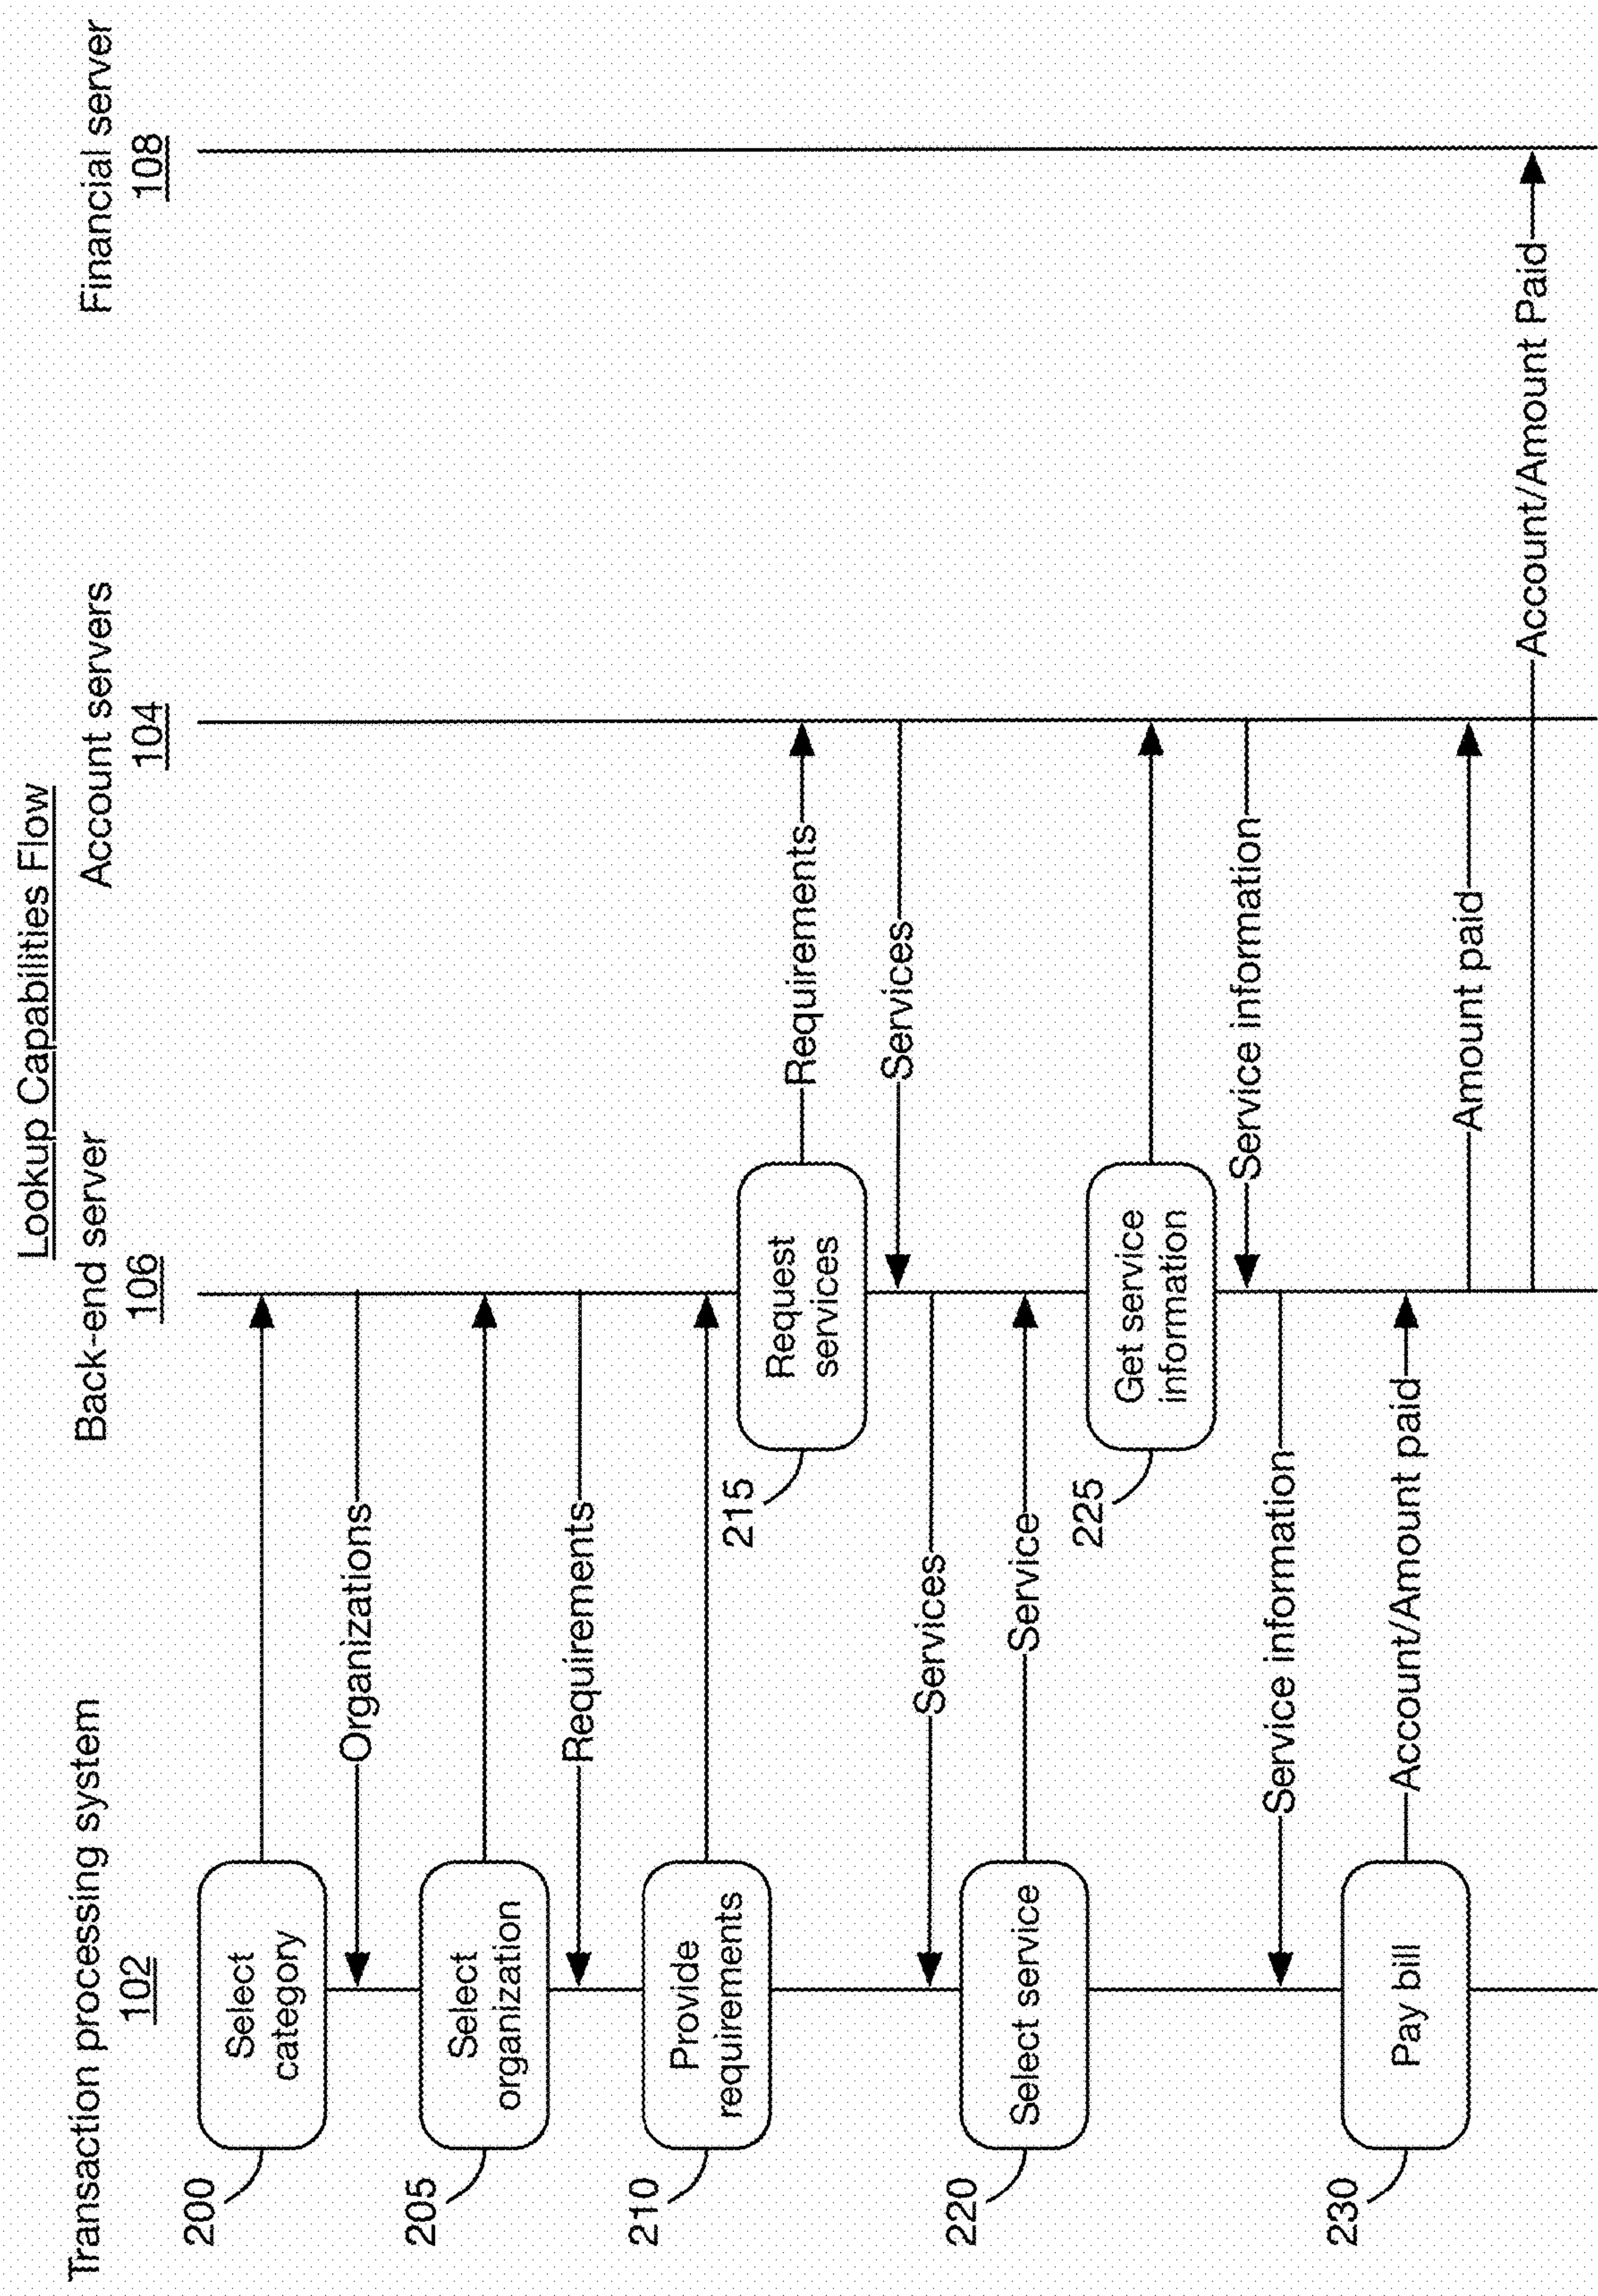 Lookup Capabilities Flow
Transaction processing system
102
Back-end server
106
Account servers
104
Financial server
108
200
Select
category
Organizations
205
Select
organization
Requirements
210
Provide
requirements
215
Request
services
Requirements
Services
Services
220
Select service
Service
225
Get service
information
Service information
Service information
230
Pay bill
Account/Amount paid
Amount paid
Account/Amount Paid